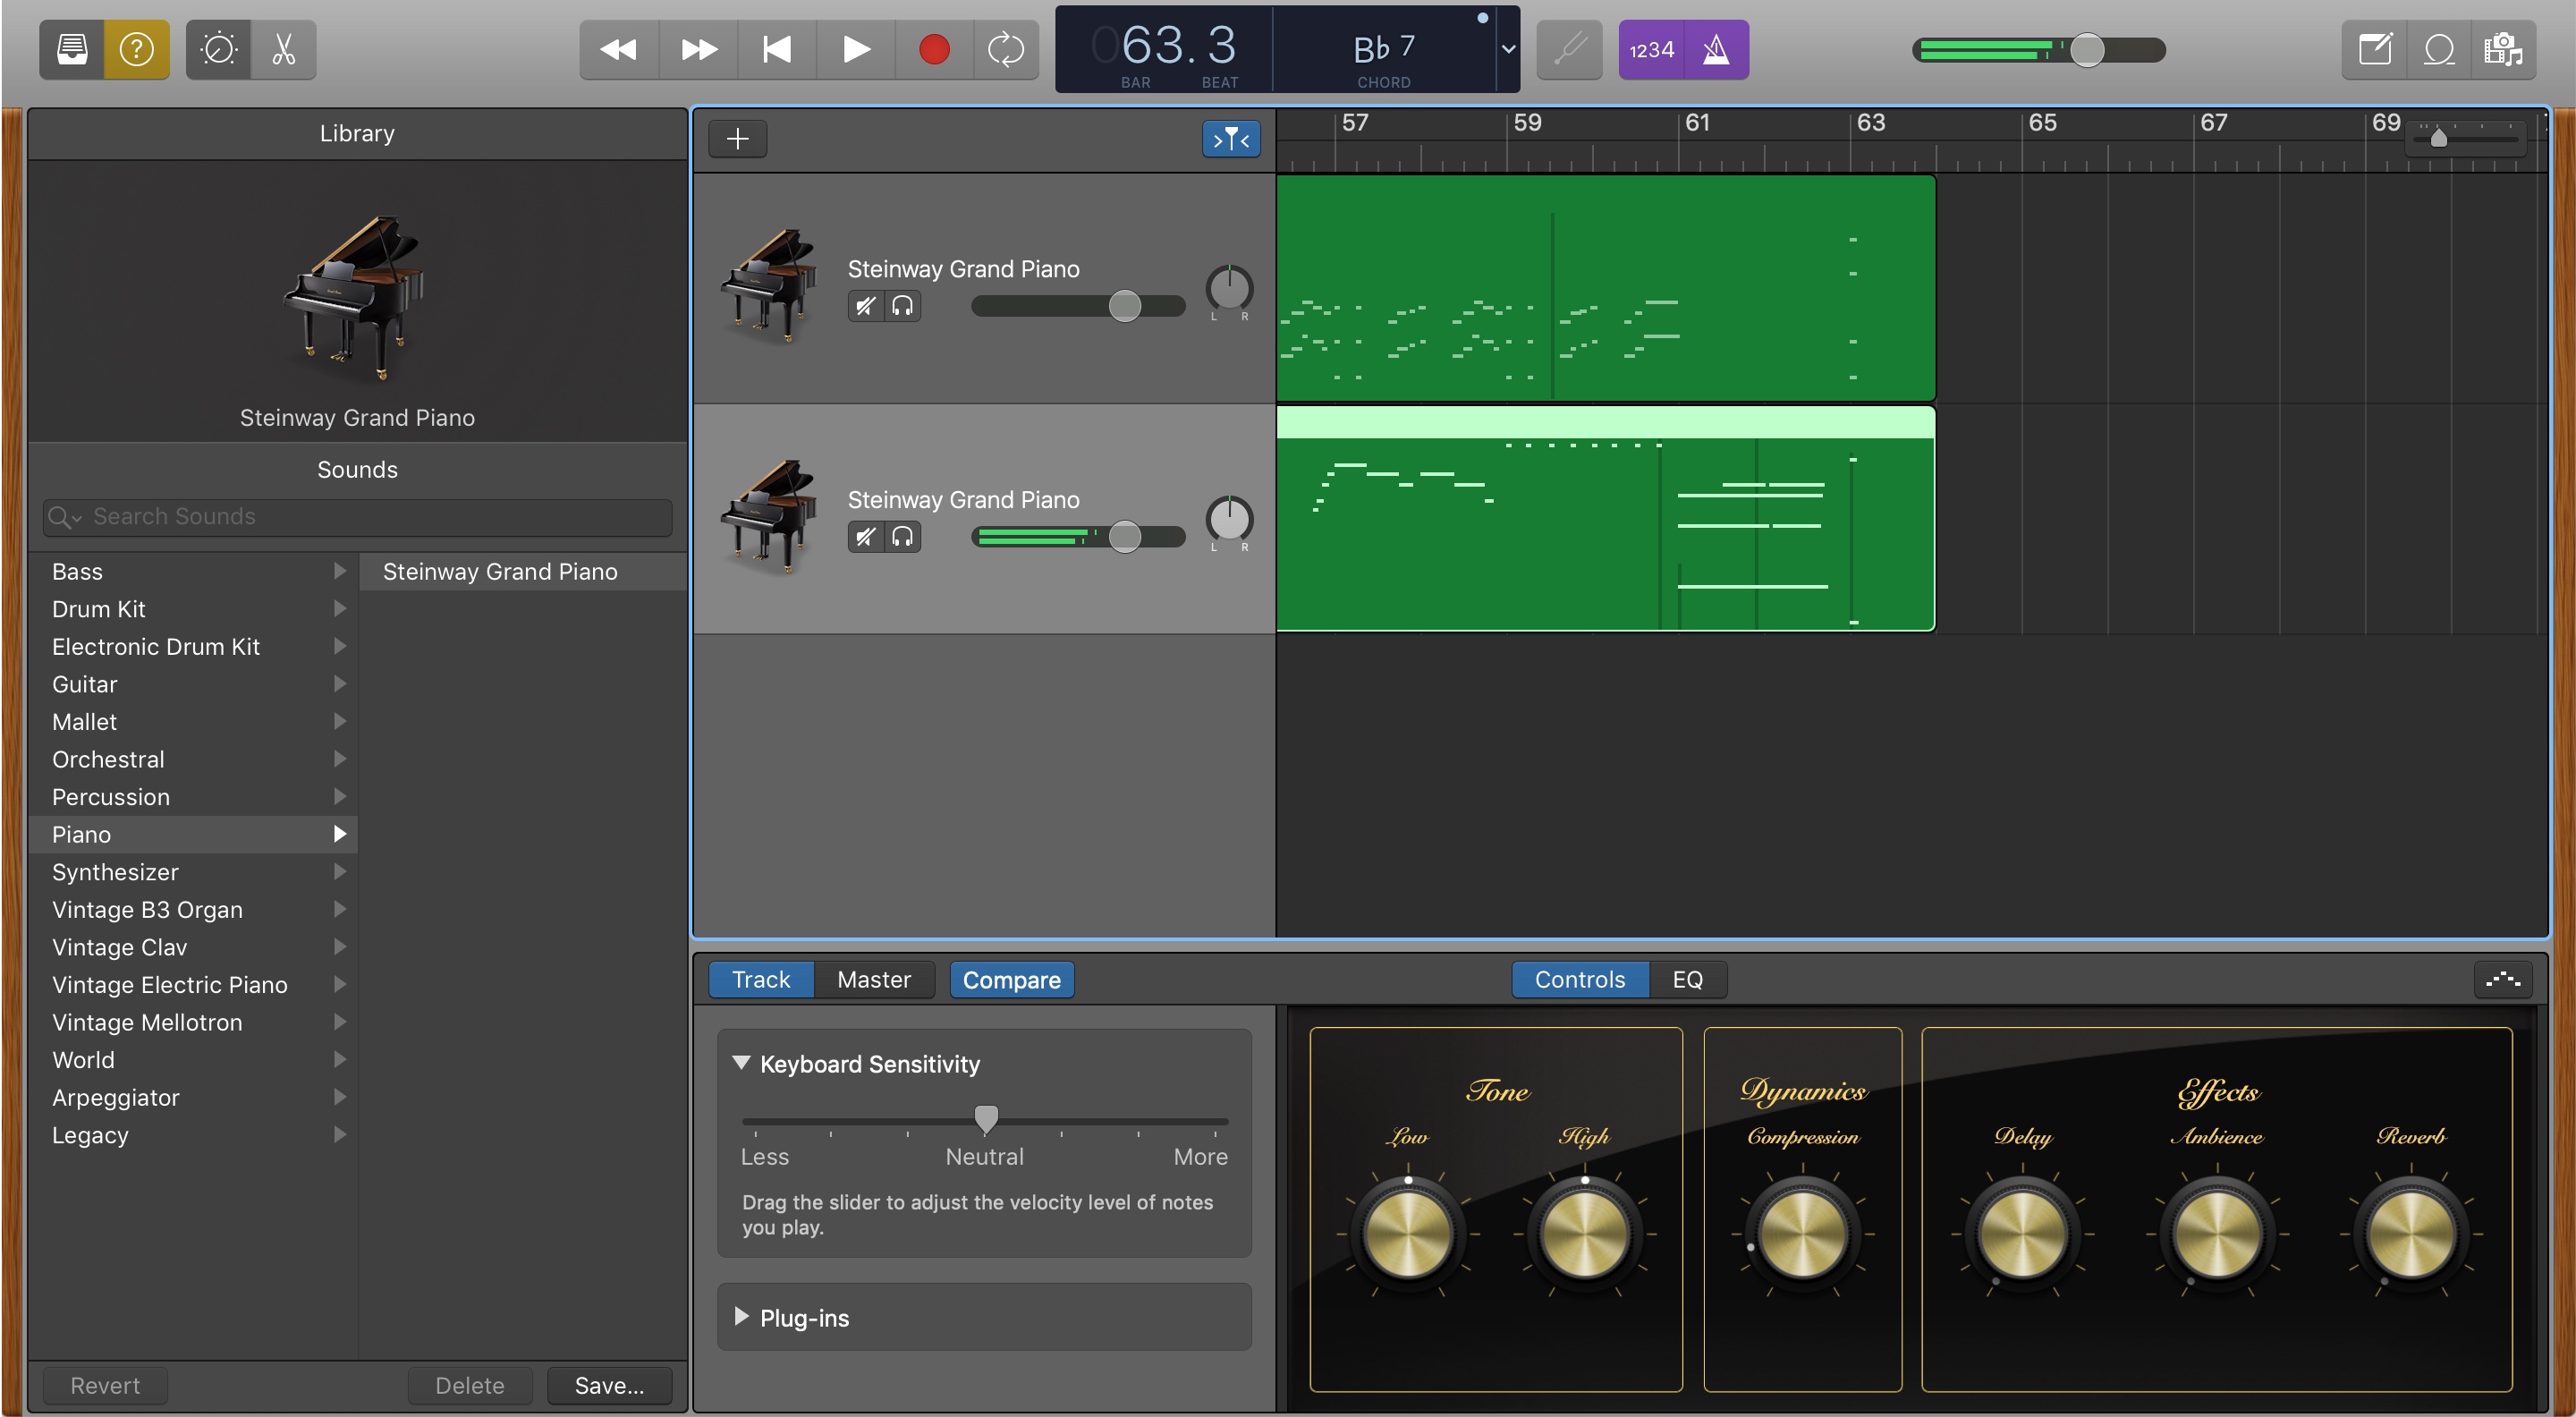 063. 3
BAR BEAT
B♭ 7
CHORD
1234
Library
Steinway Grand Piano
Sounds
Search Sounds
Bass
Drum Kit
Electronic Drum Kit
Guitar
Mallet
Orchestral
Percussion
Piano
Synthesizer
Vintage B3 Organ
Vintage Clav
Vintage Electric Piano
Vintage Mellotron
World
Arpeggiator
Legacy
Steinway Grand Piano
Revert
Delete
Save...
57 59 61 63 65 67 69
Steinway Grand Piano
L R
Steinway Grand Piano
L R
Track
Master
Compare
Controls
EQ
Keyboard Sensitivity
Less Neutral More
Drag the slider to adjust the velocity level of notes
you play.
Plug-ins
Tone
Low High
Dynamics
Compression
Effects
Delay Ambience Reverb